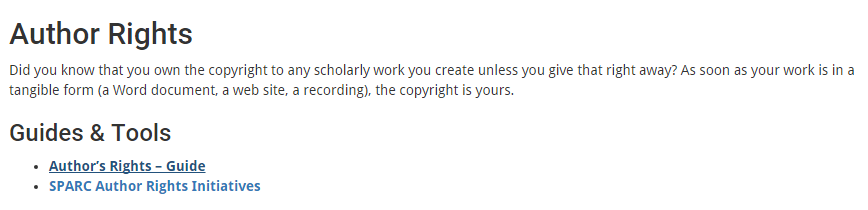 Author Rights
Did you know that you own the copyright to any scholarly work you create unless you give that right away? As soon as your work is in a
tangible form (a Word document, a web site, a recording), the copyright is yours.
Guides & Tools
Author’s Rights – Guide
SPARC Author Rights Initiatives